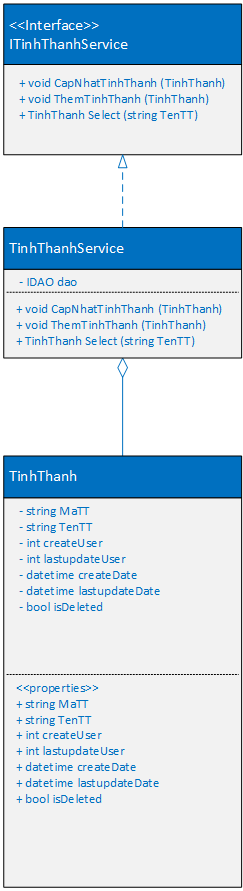 <<Interface>>
ITinhThanhService
+ void CapNhatTinhThanh (TinhThanh)
+ void ThemTinhThanh (TinhThanh)
+ TinhThanh Select (string TenTT)
TinhThanhService
- IDAO dao
+ void CapNhatTinhThanh (TinhThanh)
+ void ThemTinhThanh (TinhThanh)
+ TinhThanh Select (string TenTT)
TinhThanh
- string MaTT
- string TenTT
- int createUser
- int lastupdateUser
- datetime createDate
- datetime lastupdateDate
- bool isDeleted
<<properties>>
+ string MaTT
+ string TenTT
+ int createUser
+ int lastupdateUser
+ datetime createDate
+ datetime lastupdateDate
+ bool isDeleted